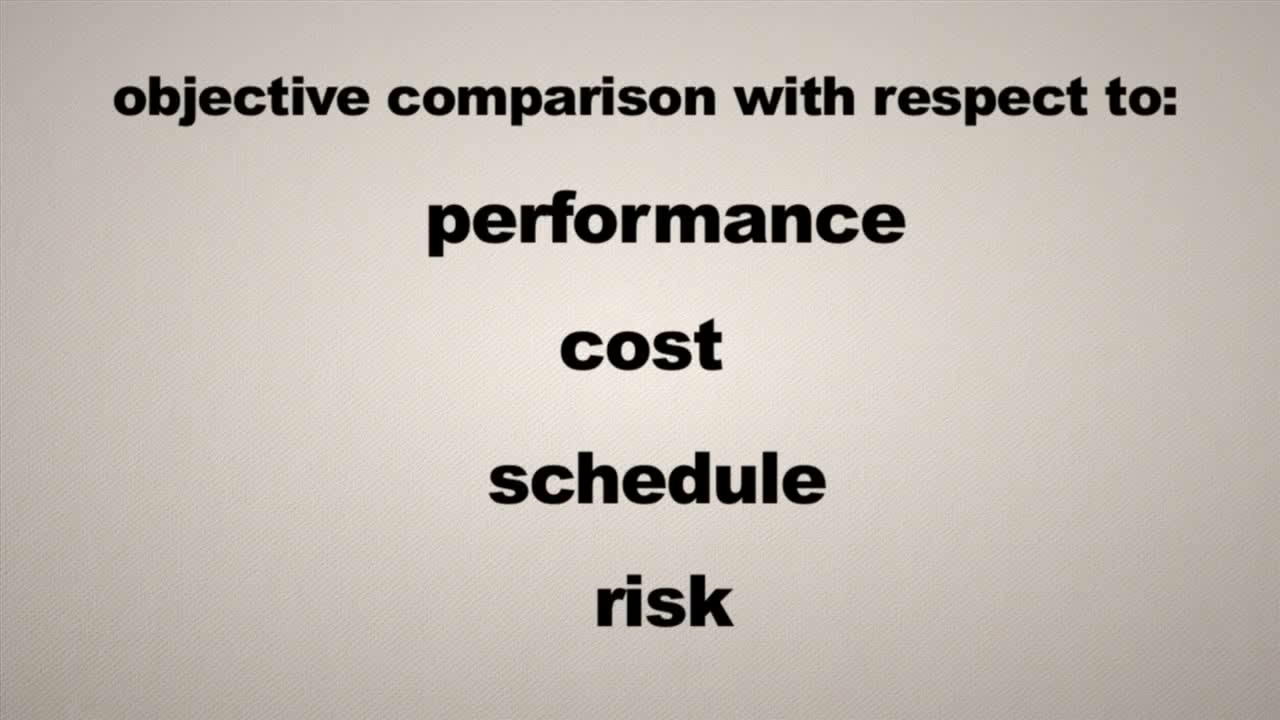 objective comparison with respect to:
performance
cost
schedule
risk